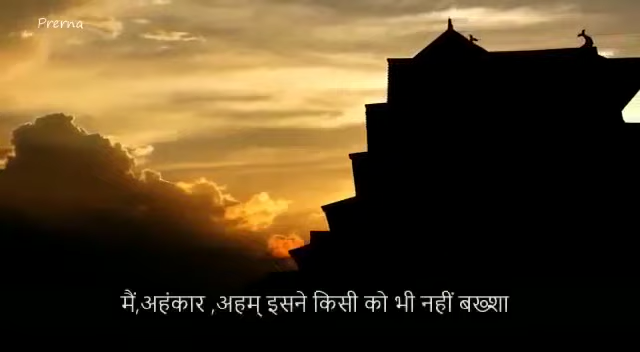 Prerna
मैं,अहंकार ,अहम् इसने किसी को भी नहीं बख्शा